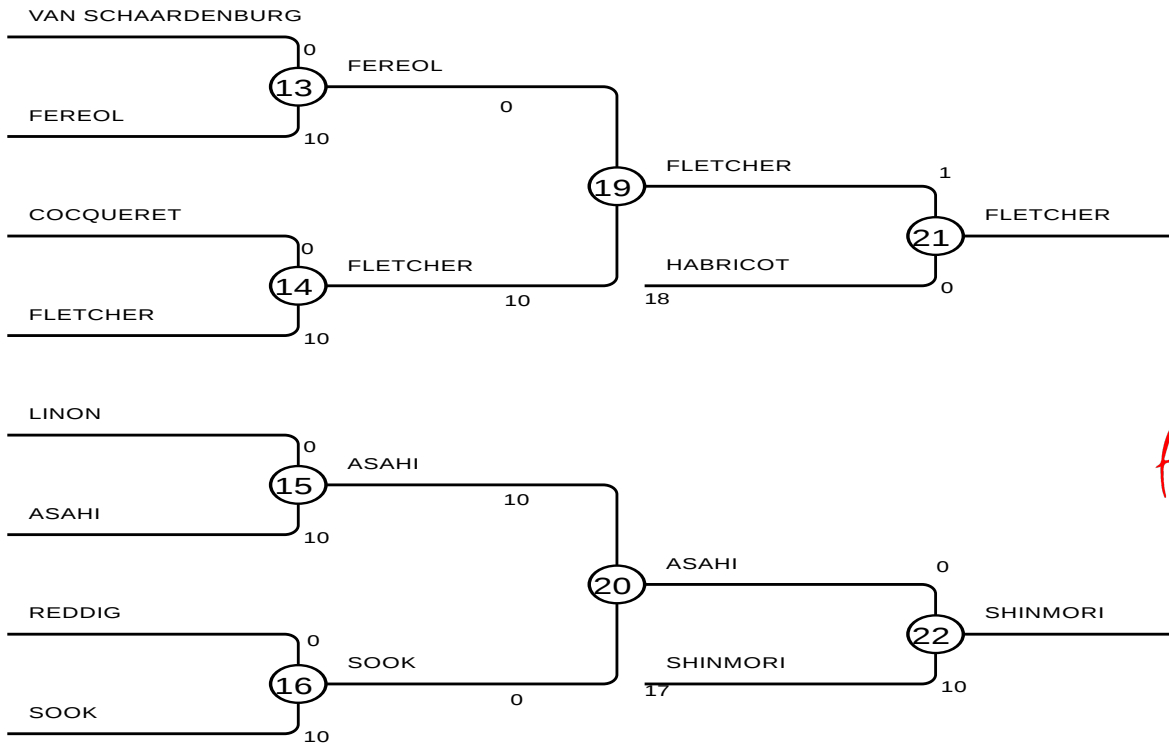 VAN SCHAARDENBURG
0
13
FEREOL
0
FEREOL
10
19
FLETCHER
1
COCQUERET
0
14
FLETCHER
10
FLETCHER
10
21
FLETCHER
HABRICOT
18
0
LINON
0
15
ASAHI
10
ASAHI
10
20
ASAHI
0
REDDIG
0
16
SOOK
0
SOOK
10
22
SHINMORI
SHINMORI
17
10